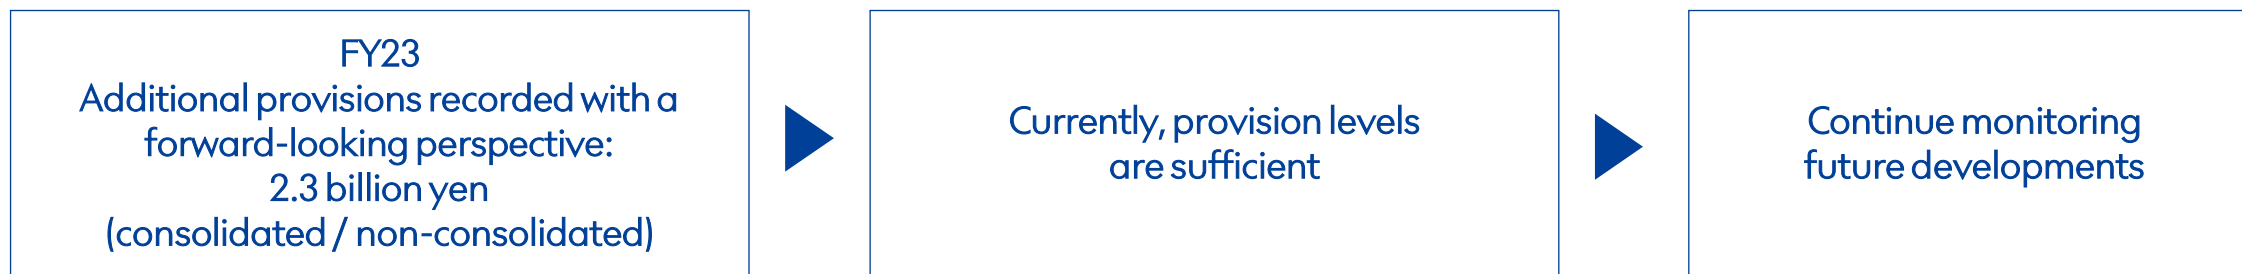 FY23
Additional provisions recorded with a
forward-looking perspective:
2.3 billion yen
(consolidated / non-consolidated)
Currently, provision levels
are sufficient
Continue monitoring
future developments